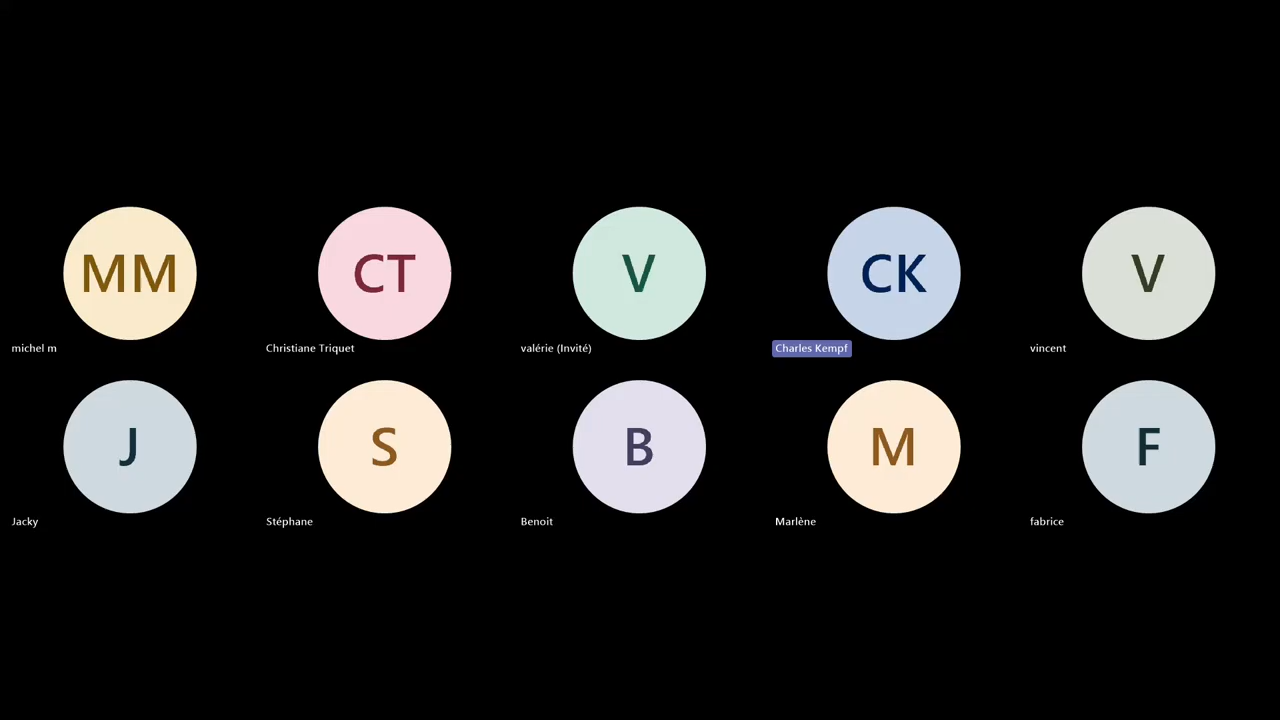 MM
CT
V
CK
V
michel m
Christiane Triquet
valérie (Invité)
Charles Kempf
vincent
J
S
B
M
F
Jacky
Stéphane
Benoit
Marlène
fabrice